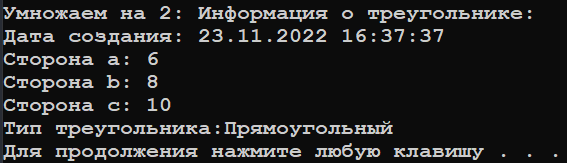 Умножаем на 2: Информация о треугольнике:
Дата создания: 23.11.2022 16:37:37
Сторона a: 6
Сторона b: 8
Сторона c: 10
Тип треугольника:Прямоугольный
Для продолжения нажмите любую клавишу . . .